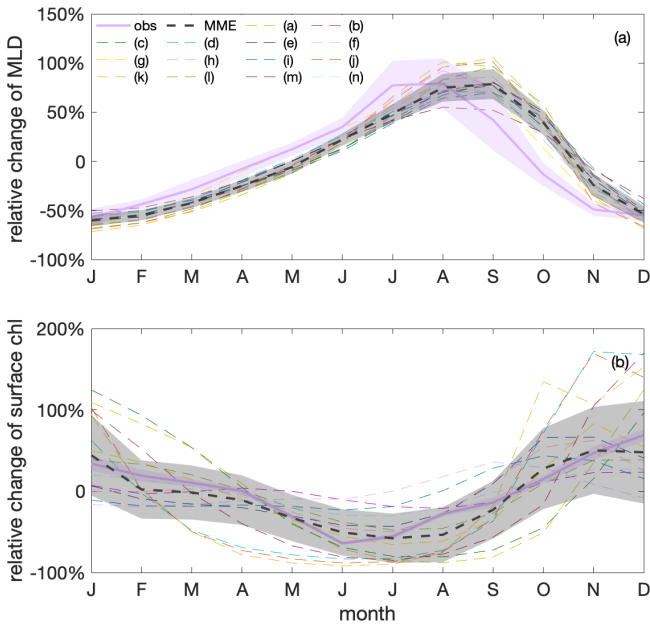 150%
obs MME (a) (b)
(a)
(c) (d) (e) (f)
100%
(g) (h) (i) (j)
(k) (l) (m) (n)
50%
0
-50%
-100%
relative change of MLD
J F M A M J J A S O N D
200%
(b)
100%
0
-100%
relative change of surface chl
J F M A M J J A S O N D
month